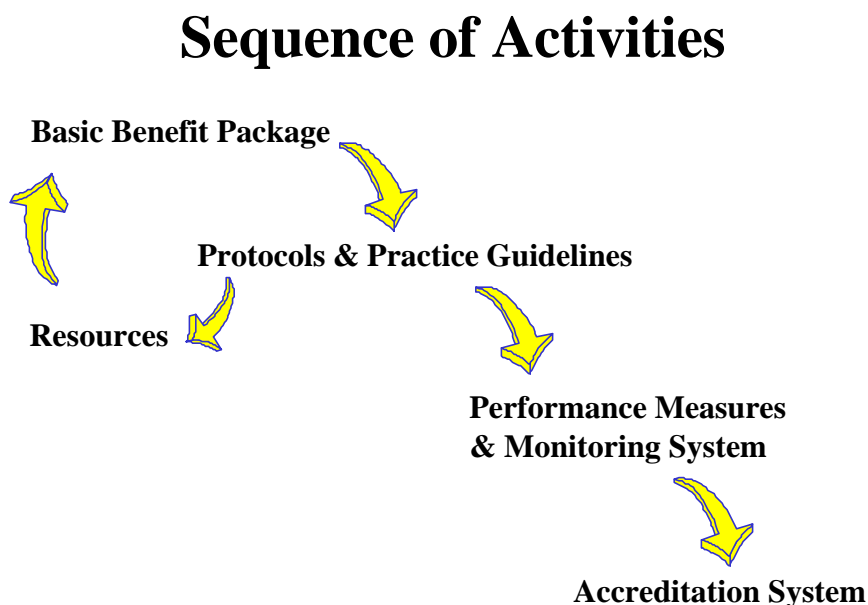 Sequence of Activities
Basic Benefit Package
Protocols & Practice Guidelines
Resources
Performance Measures
& Monitoring System
Accreditation System